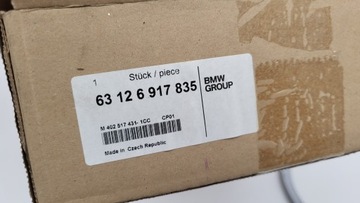 1 Stück / piece
63 12 6 917 835
BMW
GROUP
M 402 517 431- 1CC CP01
Made in Czech Republic